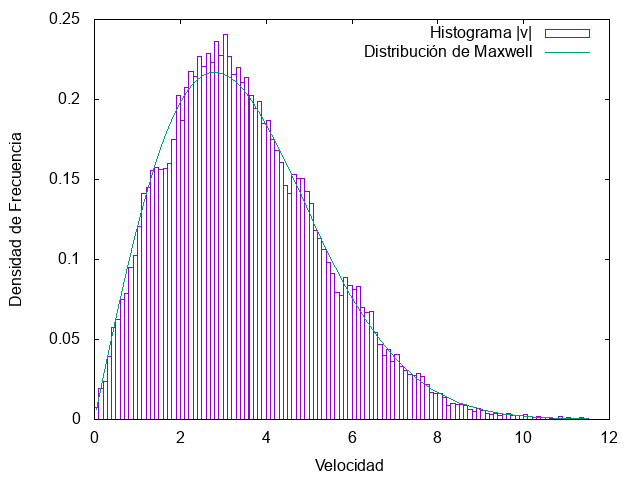 Histograma |v|
Distribución de Maxwell
Densidad de Frecuencia
0.25
0.2
0.15
0.1
0.05
0
0 2 4 6 8 10 12
Velocidad